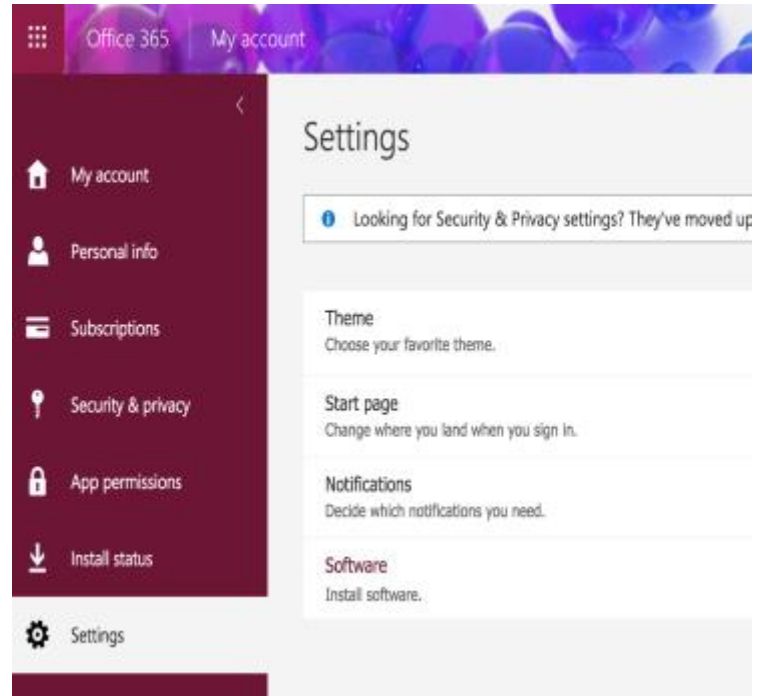 Office 365
My account
My account
Personal info
Subscriptions
Security & privacy
App permissions
Install status
Settings
Settings
Looking for Security & Privacy settings? They've moved up
Theme
Choose your favorite theme.
Start page
Change where you land when you sign in.
Notifications
Decide which notifications you need.
Software
Install software.